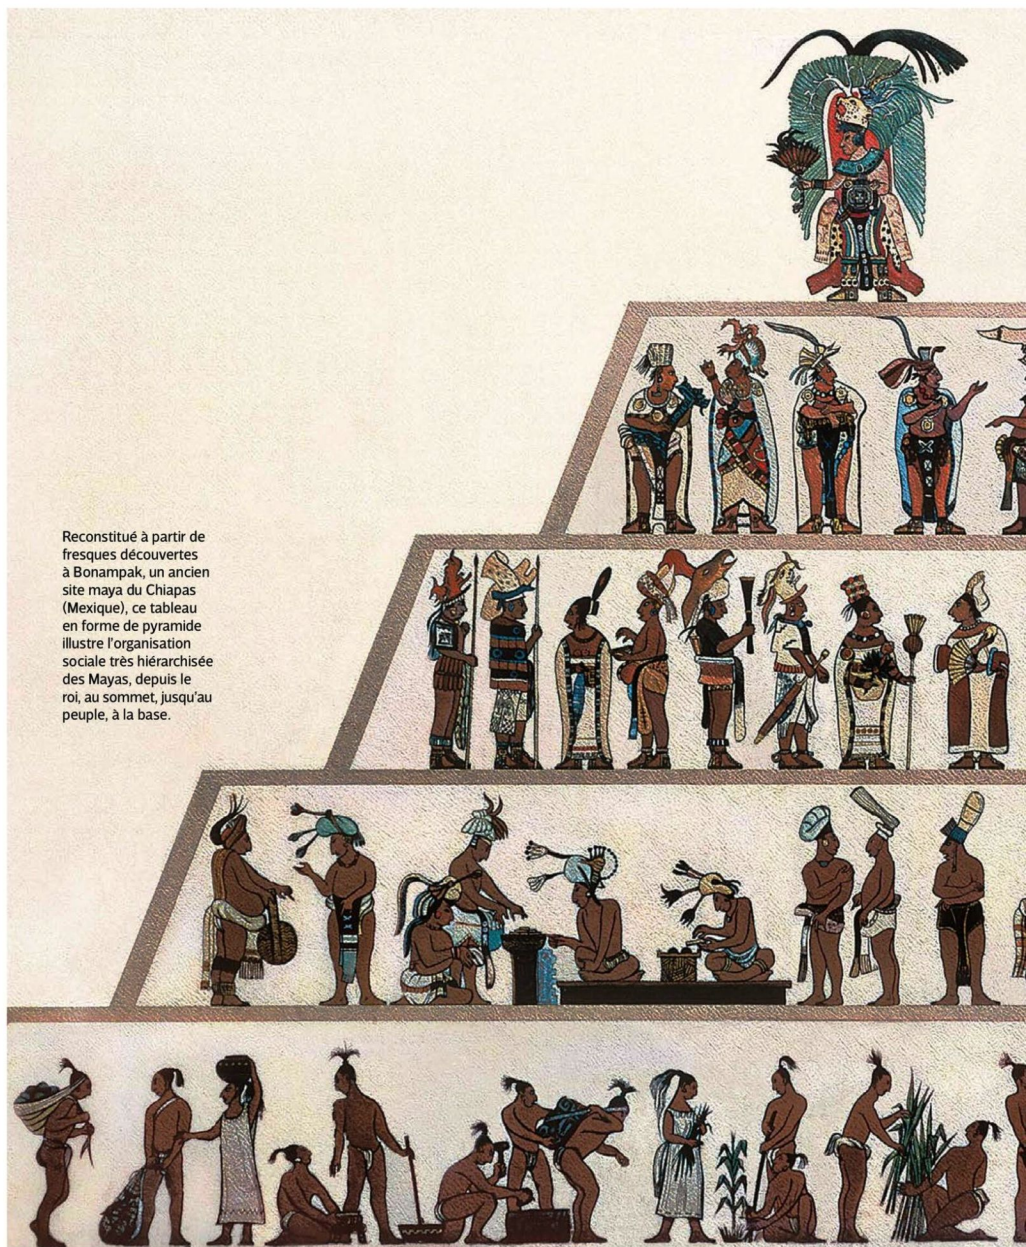 Reconstitué à partir de
fresques découvertes
à Bonampak, un ancien
site maya du Chiapas
(Mexique), ce tableau
en forme de pyramide
illustre l'organisation
sociale très hiérarchisée
des Mayas, depuis le
roi, au sommet, jusqu'au
peuple, à la base.